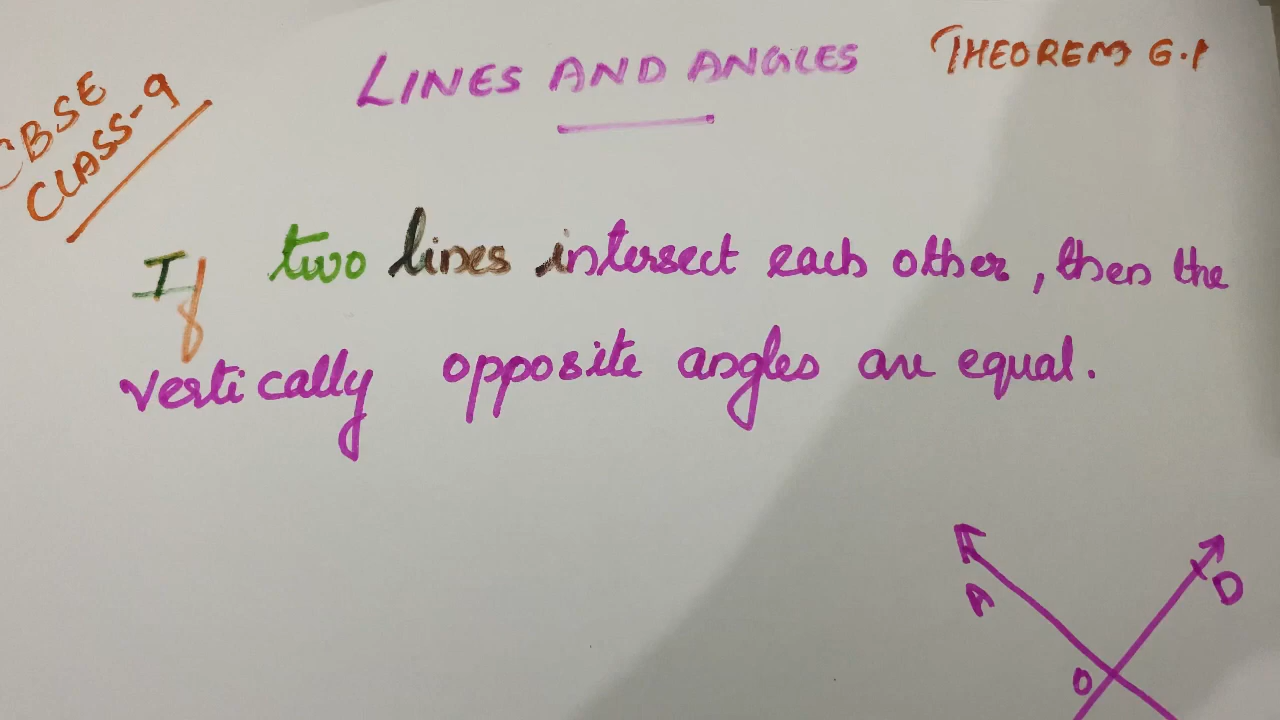 CBSE
CLASS-9
LINES AND ANGLES
THEOREM 6.1
If two lines intersect each other, then the
vertically opposite angles are equal.
A
D
O